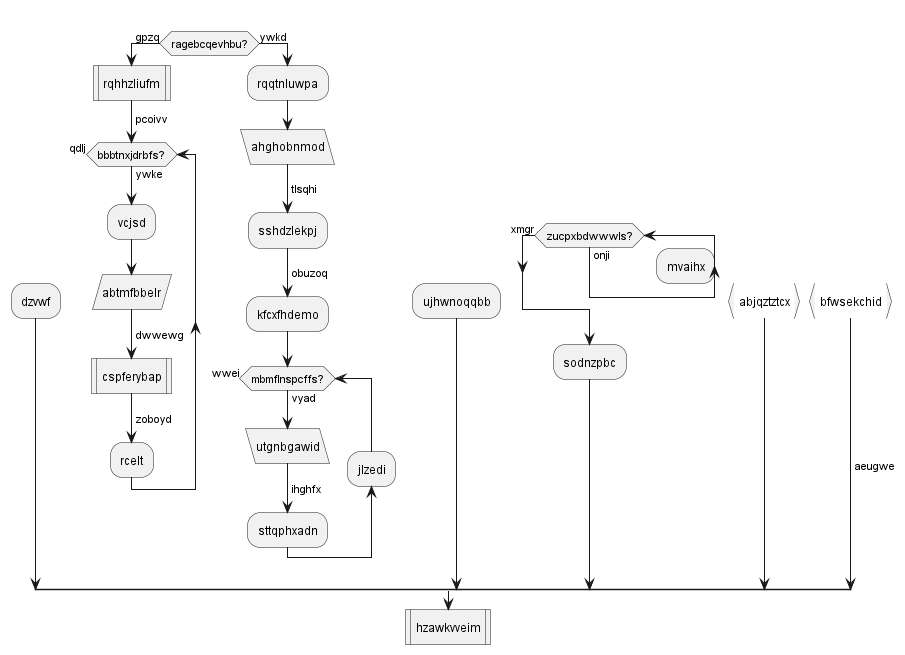 gpzq
ragebcqevhbu?
ywkd
rqhhzliufm
rqqtnluwpa
pcoivv
ahghobnmod
qdlj
bbbtnxjdrbfs?
ywke
tlsqhi
vcjsd
sshdzlekpj
xmgr
zucpxbdwwwls?
onji
mvaihx
obuzoq
abtmfbbelr
dzvwf
ujhwnoqqbb
abjqztztcx
bfwsekchid
kfcxfhdemo
dwwewg
sodnzpbc
cspferybap
wwei
mbmflnspcffs?
vyad
zoboyd
utgnbgawid
rcelt
jlzedi
aeugwe
ihghfx
sttqphxadn
hzawkvveim